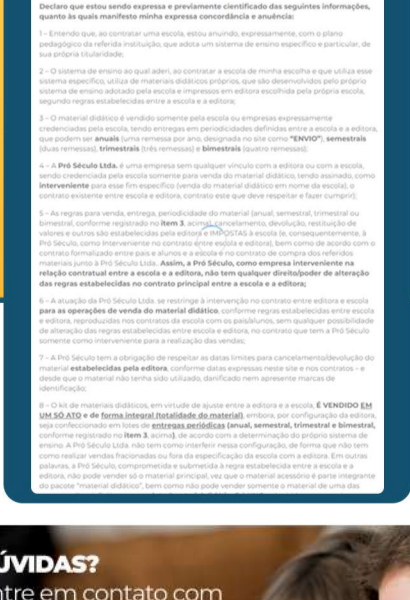 Declaro que estou sendo expressa e previamente cientificado das seguintes informações,
quanto às quais manifesto minha expressa concordância e anuência:
1 – Entendo que, ao contratar uma escola, estou anuindo, expressamente, com o plano
pedagógico da referida instituição, que adota um sistema de ensino específico e particular, de
sua própria titularidade;
2 – O sistema de ensino ao qual aderi, ao contratar a escola de minha escolha e que utiliza esse
sistema específico, utiliza de materiais didáticos próprios, que são desenvolvidos pelo próprio
sistema de ensino adotado pela escola e impressos em editora escolhida pela própria escola,
segundo regras estabelecidas entre a escola e a editora;
3 – O material didático é vendido somente pela escola ou empresas expressamente
credenciadas pela escola, tendo entregas em periodicidades definidas entre a escola e a editora,
que podem ser anuais (uma remessa por ano, designada no site como "ENVIO"), semestrais
(duas remessas), trimestrais (três remessas) e bimestrais (quatro remessas);
4 – A Pró Século Ltda. é uma empresa sem qualquer vínculo com a editora ou com a escola,
sendo credenciada pela escola somente para venda do material didático, tendo assinado, como
interveniente para esse fim específico (venda do material didático em nome da escola), o
contrato existente entre escola e editora, contrato este que deve respeitar e fazer cumprir;
5 – As regras para venda, entrega, periodicidade do material (anual, semestral, trimestral ou
bimestral, conforme registrado no item 3, acima), cancelamento, devolução, restituição de
valores e outros são estabelecidas pela editora e IMPOSTAS à escola (e, consequentemente, à
Pró Século, como Interveniente no contrato entre escola e editora), bem como de acordo com o
contrato formalizado entre pais e alunos e a escola e no contrato de compra dos referidos
materiais junto à Pró Século Ltda. Assim, a Pró Século, como empresa interveniente na
relação contratual entre a escola e a editora, não tem qualquer direito/poder de alteração
das regras estabelecidas no contrato principal entre a escola e a editora;
6 – A atuação da Pró Século Ltda. se restringe à intervenção no contrato entre editora e escola
para as operações de venda do material didático, conforme regras estabelecidas entre escola
e editora, reproduzidas nos contratos da escola com os pais/alunos, sem qualquer possibilidade
de alteração das regras estabelecidas entre escola e editora, no contrato que tem a Pró Século
somente como interveniente para a realização das vendas;
7 – A Pró Século tem a obrigação de respeitar as datas limites para cancelamento/devolução do
material estabelecidas pela editora, conforme datas expressas neste site e nos contratos – e
desde que o material não tenha sido utilizado, danificado nem apresente marcas de
identificação;
8 – O kit de materiais didáticos, em virtude de ajuste entre a editora e a escola, É VENDIDO EM
UM SÓ ATO e de forma integral (totalidade do material), embora, por configuração da editora,
seja confeccionado em lotes de entregas periódicas (anual, semestral, trimestral e bimestral,
conforme registrado no item 3, acima), de acordo com a determinação do próprio sistema de
ensino. A Pró Século Ltda. não tem como interferir nessa configuração, de forma que não tem
como realizar vendas fracionadas ou fora da especificação da escola com a editora. Em outras
palavras, a Pró Século, comprometida e submetida à regra estabelecida entre a escola e a
editora, não pode vender só o material principal, vez que o material acessório é parte integrante
do pacote "material didático", bem como não pode vender somente o material de uma das
ÚVIDAS?
ntre em contato com